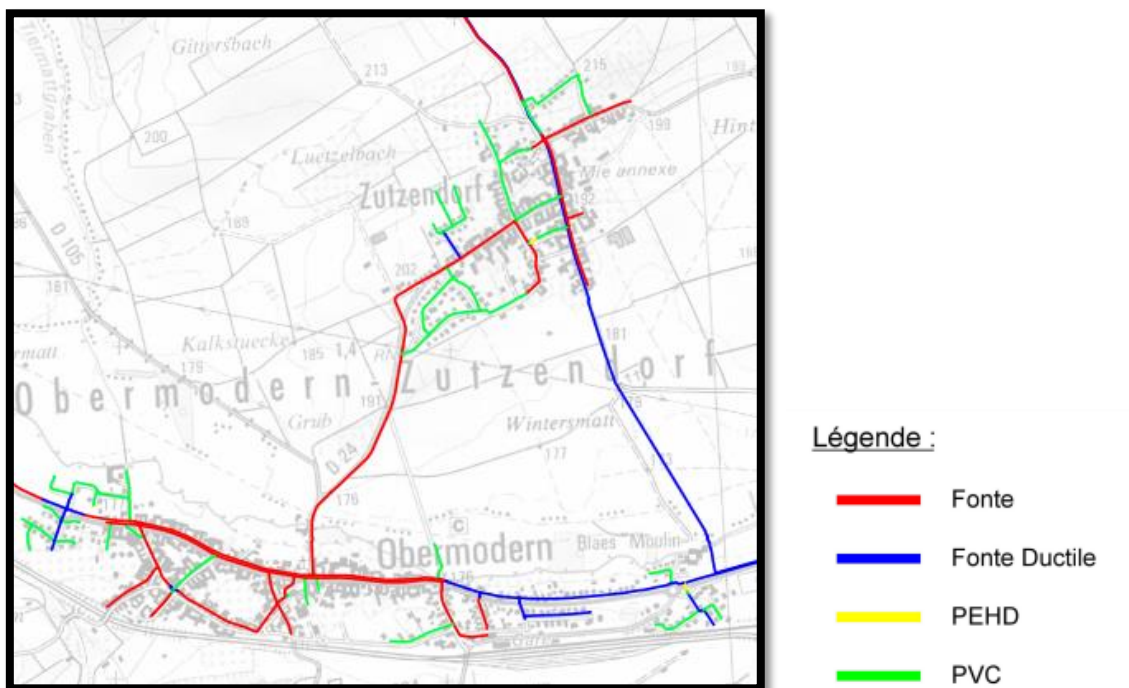 Gittersbach
213
215
198
199
Hint
200
Luetzelbach
Mie annexe
Zutzendorf
192
189
D 105
202
181
181
Kalkstuecke
185
1,4
179
Obermodern-Zutzendorf
191
Grub
Wintersmatt
177
D 24
176
C
Obermodern
Blaes Moulin
Gare
Légende :
Fonte
Fonte Ductile
PEHD
PVC